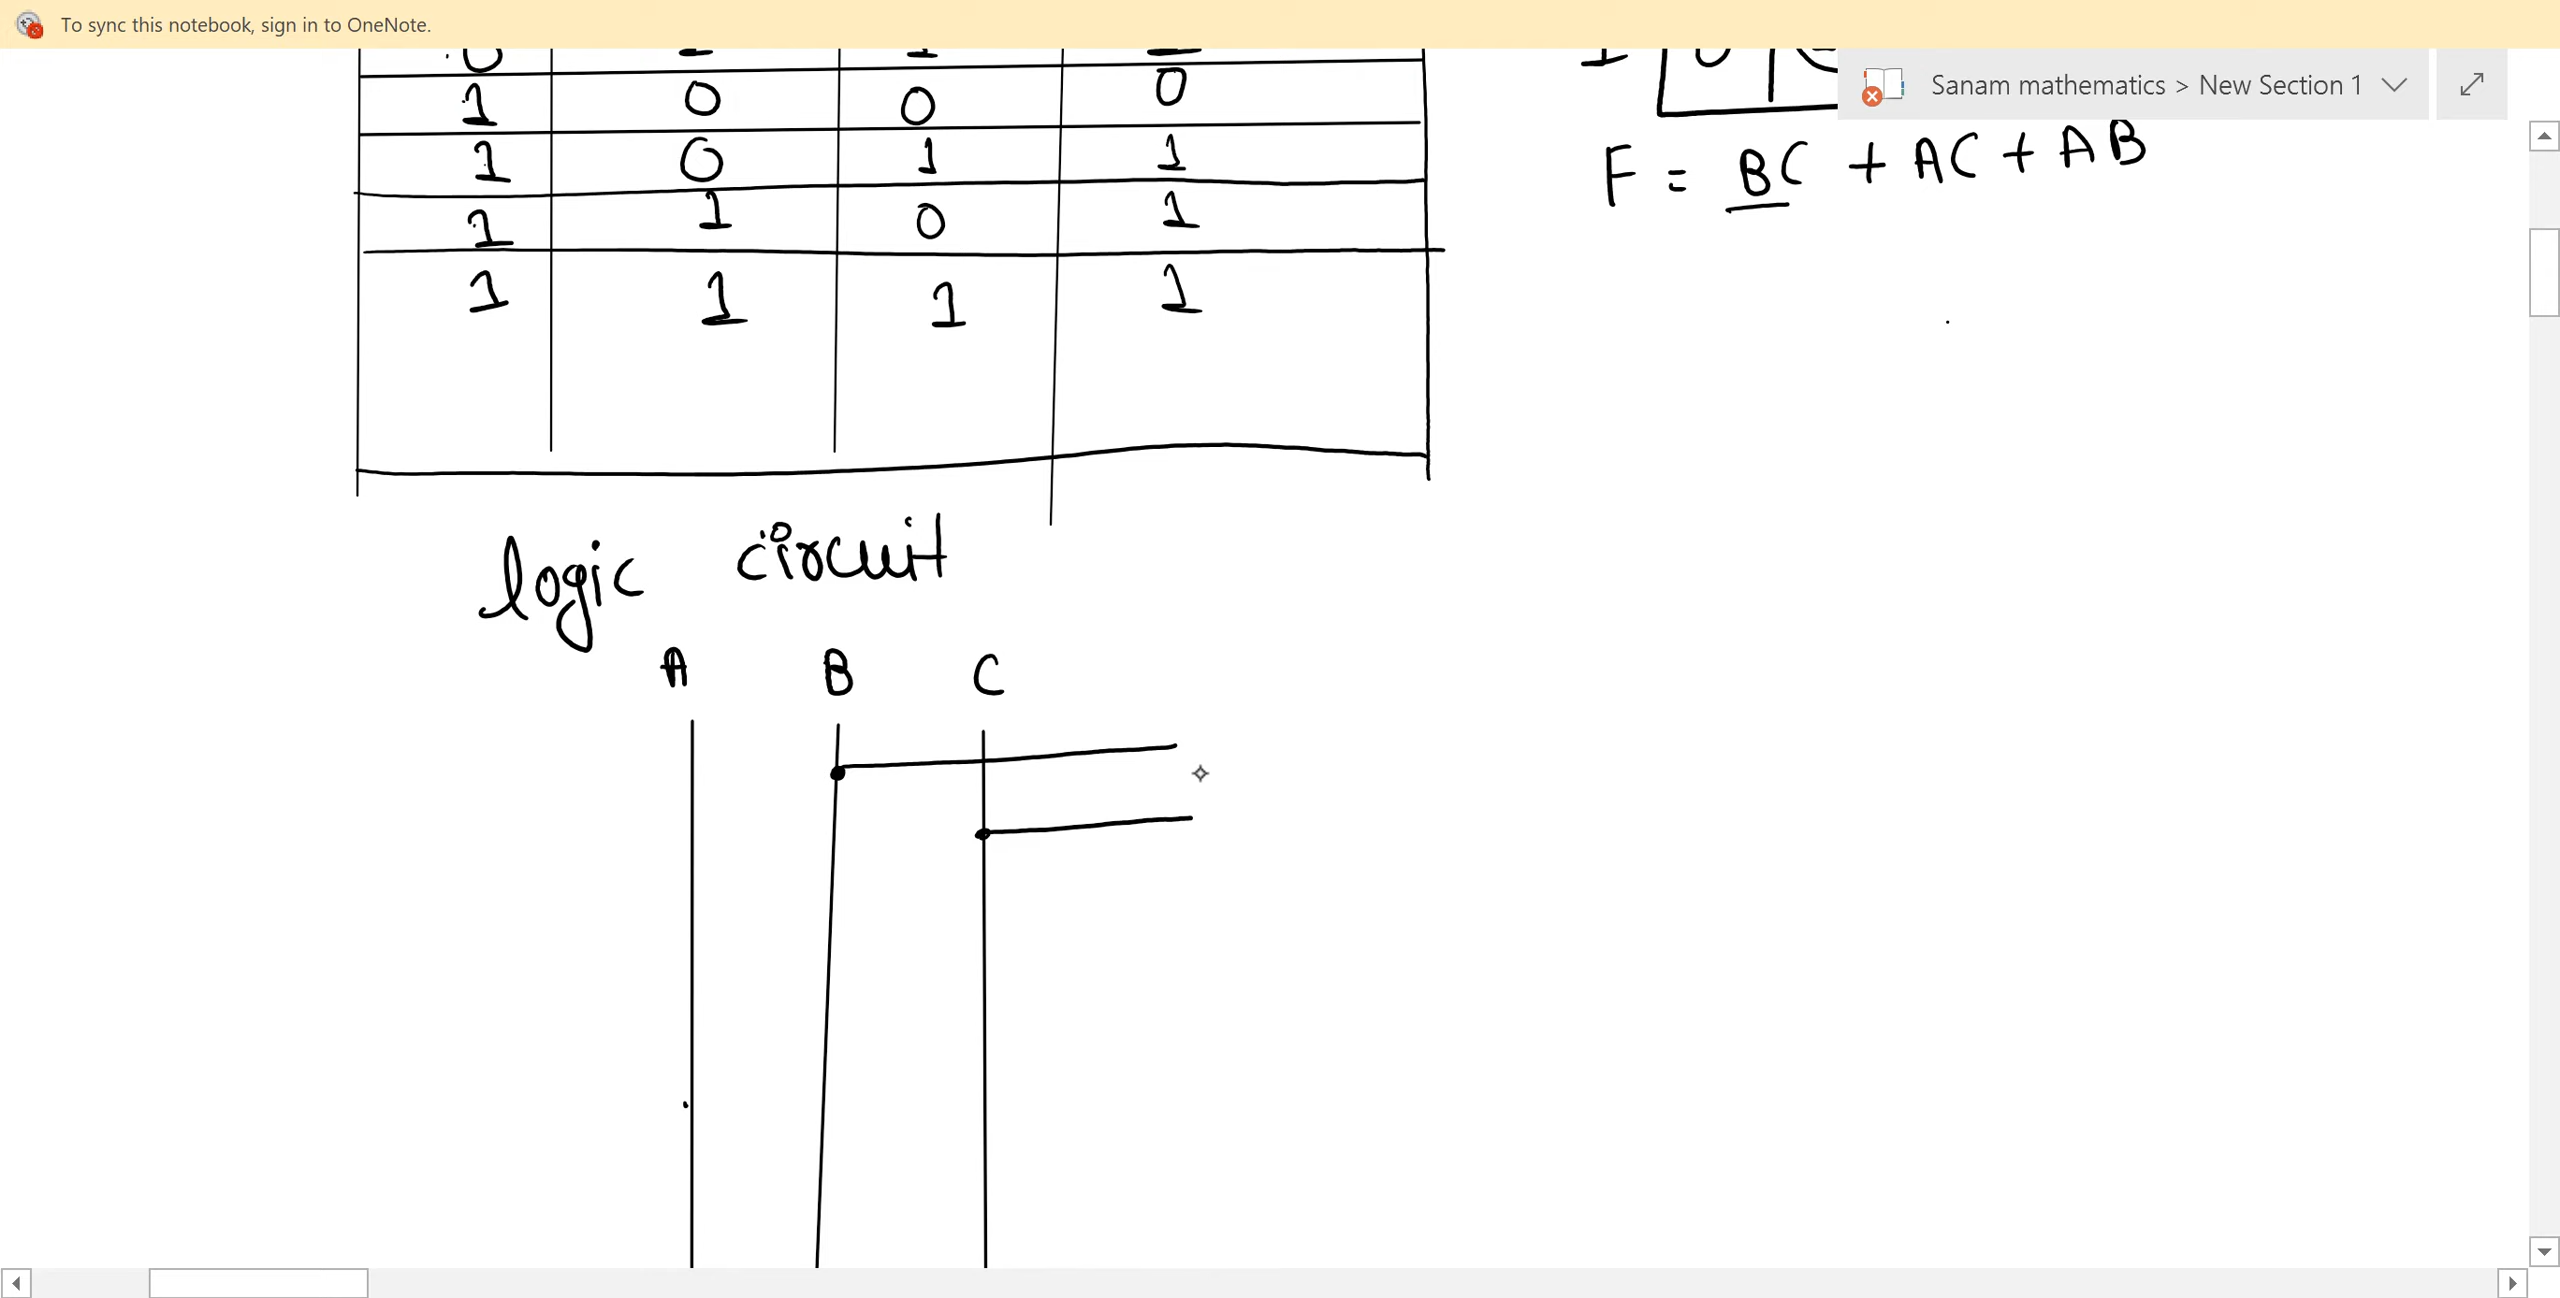 To sync this notebook, sign in to OneNote.
Sanam mathematics > New Section 1
1 0 0 0
1 0 1 1
1 1 0 1
1 1 1 1
F = BC + AC + AB
logic circuit
A B C